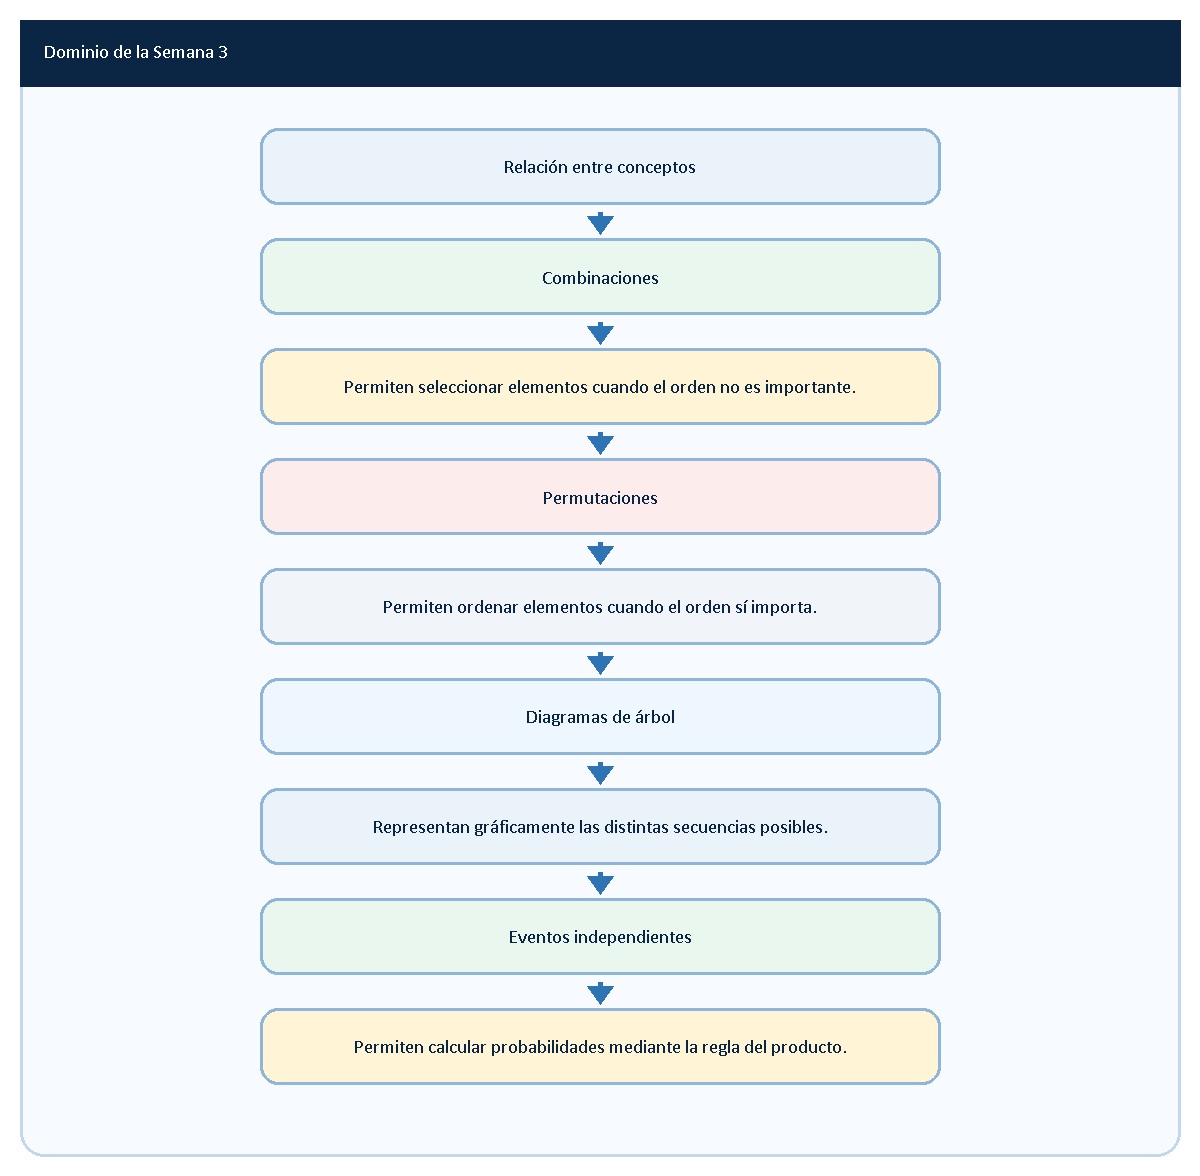 Dominio de la Semana 3
Relación entre conceptos
Combinaciones
Permiten seleccionar elementos cuando el orden no es importante.
Permutaciones
Permiten ordenar elementos cuando el orden sí importa.
Diagramas de árbol
Representan gráficamente las distintas secuencias posibles.
Eventos independientes
Permiten calcular probabilidades mediante la regla del producto.